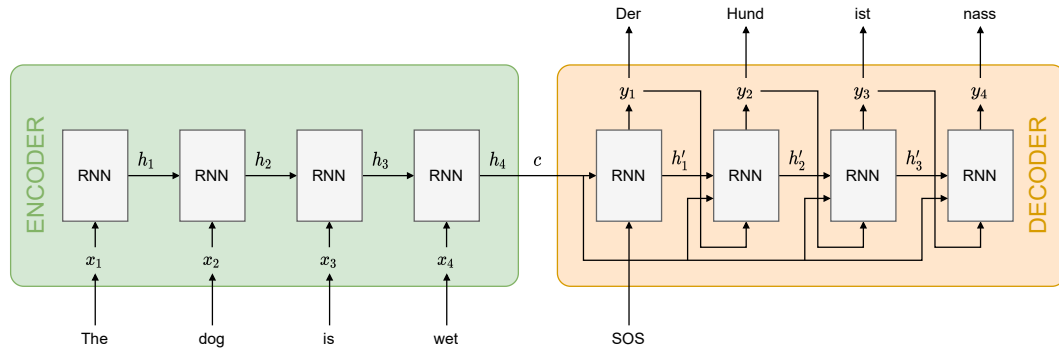 Der Hund ist nass
ENCODER
DECODER
y₁ y₂ y₃ y₄
RNN h₁ RNN h₂ RNN h₃ RNN h₄ c RNN h′₁ RNN h′₂ RNN h′₃ RNN
x₁ x₂ x₃ x₄
The dog is wet SOS